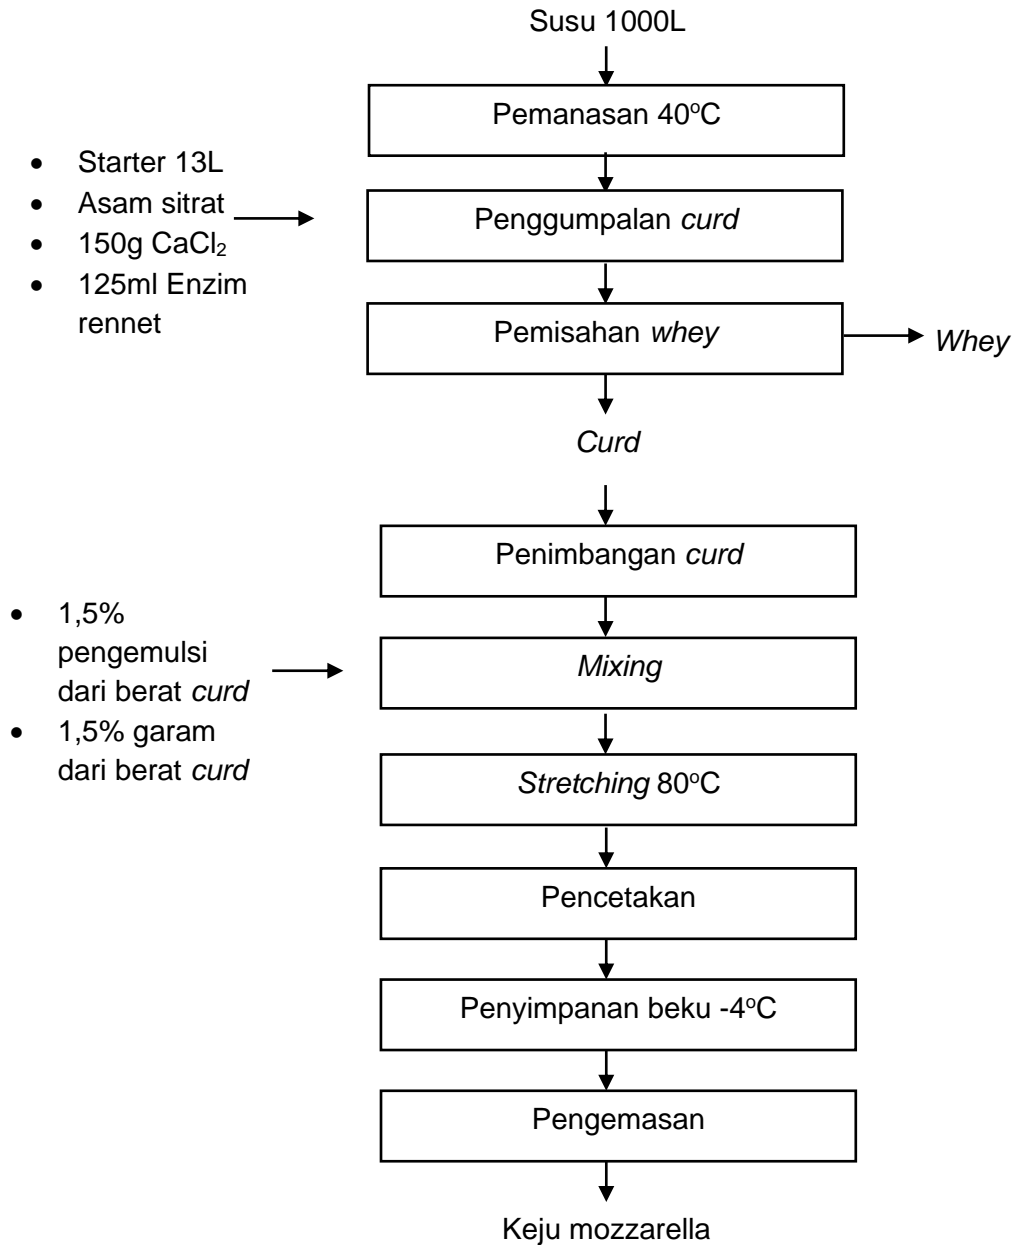 Susu 1000L
Pemanasan 40°C
• Starter 13L
• Asam sitrat
• 150g CaCl₂
• 125ml Enzim
rennet
Penggumpalan curd
Pemisahan whey
Whey
Curd
Penimbangan curd
• 1,5%
pengemulsi
dari berat curd
• 1,5% garam
dari berat curd
Mixing
Stretching 80°C
Pencetakan
Penyimpanan beku -4°C
Pengemasan
Keju mozzarella